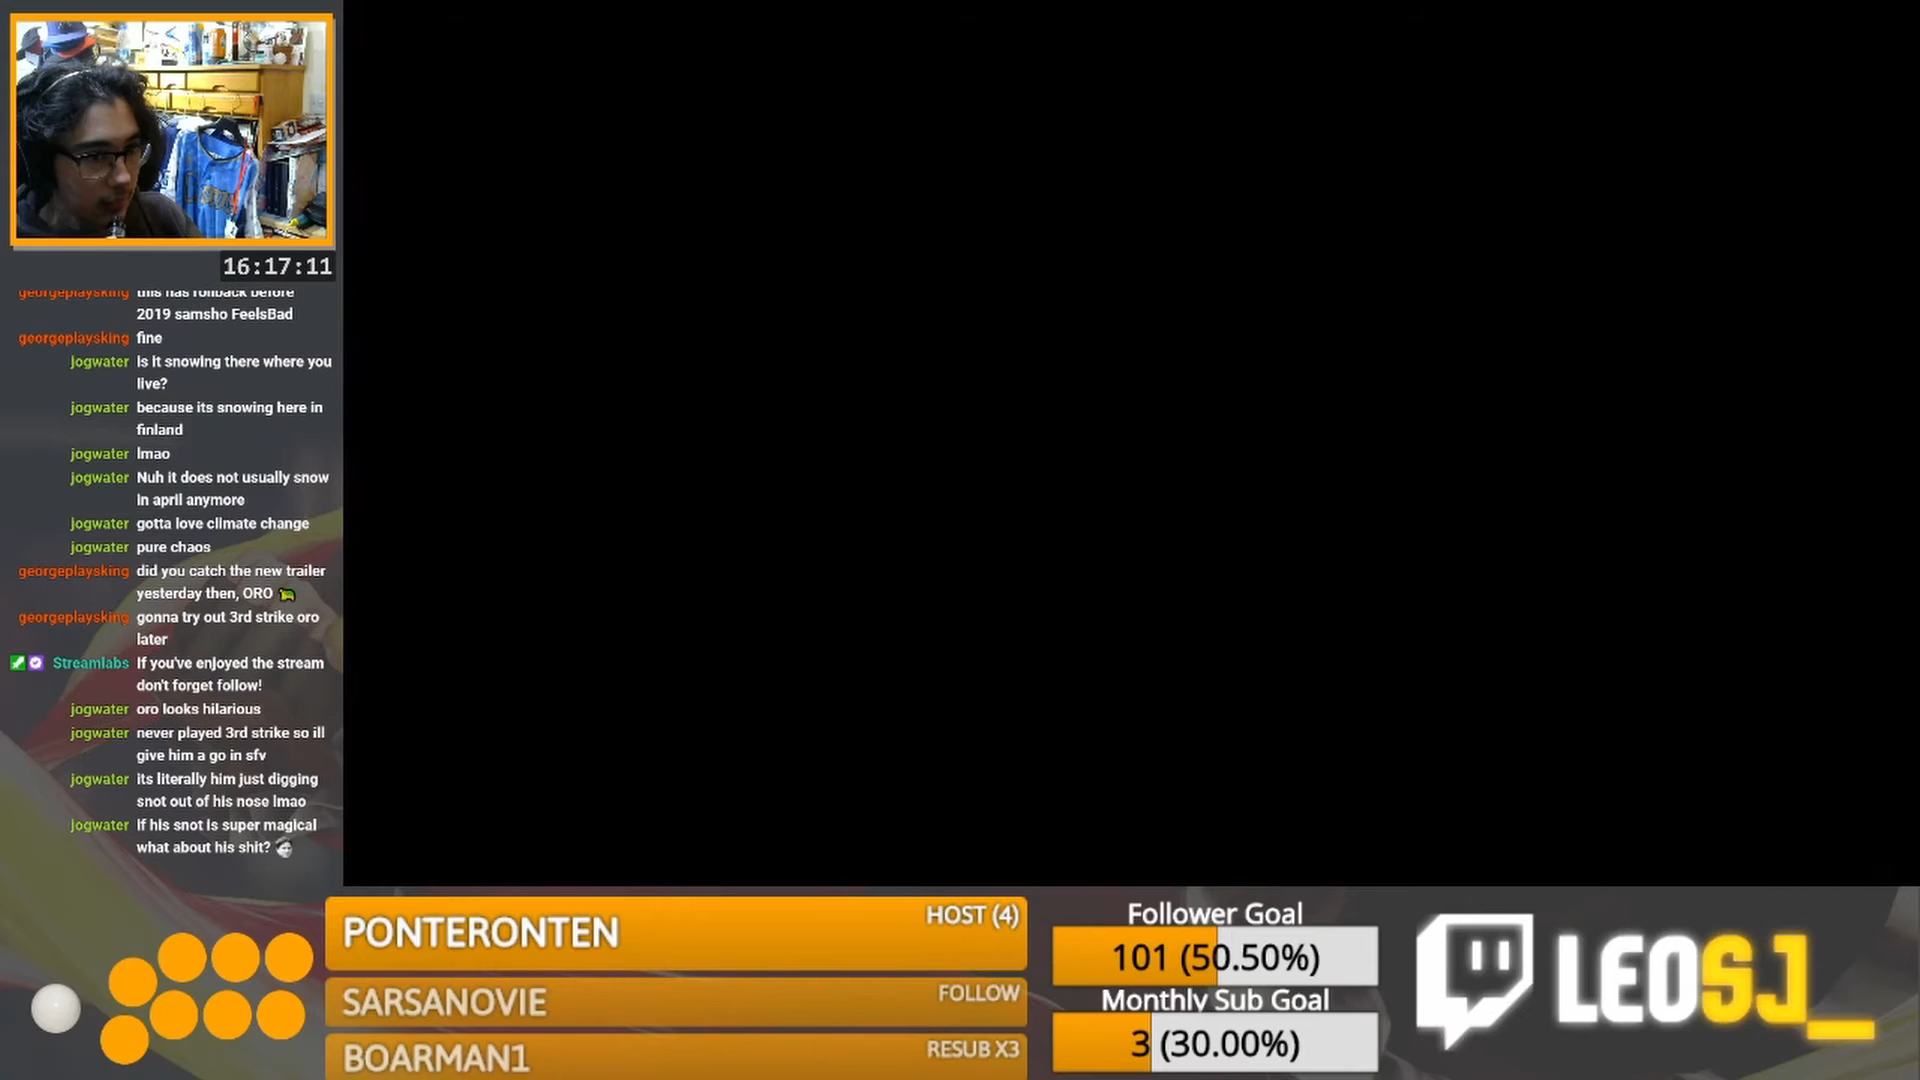 16:17:11
georgeplaysking this has rollback before
2019 samsho FeelsBad
georgeplaysking fine
jogwater is it snowing there where you
live?
jogwater because its snowing here in
finland
jogwater lmao
jogwater Nuh it does not usually snow
in april anymore
jogwater gotta love climate change
jogwater pure chaos
georgeplaysking did you catch the new trailer
yesterday then, ORO
georgeplaysking gonna try out 3rd strike oro
later
Streamlabs If you've enjoyed the stream
don't forget follow!
jogwater oro looks hilarious
jogwater never played 3rd strike so ill
give him a go in sfv
jogwater its literally him just digging
snot out of his nose lmao
jogwater if his snot is super magical
what about his shit?
PONTERONTEN HOST (4)
SARSANOVIE FOLLOW
BOARMAN1 RESUB X3
Follower Goal
101 (50.50%)
Monthly Sub Goal
3 (30.00%)
LEOSJ_